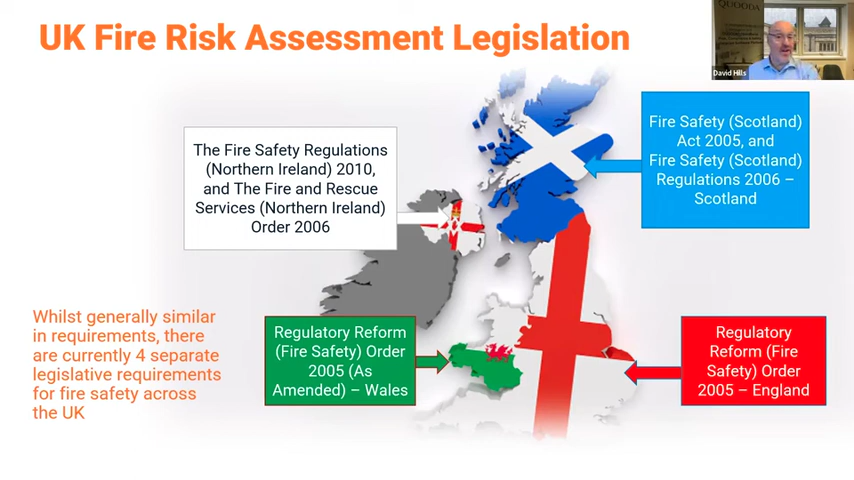 UK Fire Risk Assessment Legislation
QUODDA
David Hills
The Fire Safety Regulations
(Northern Ireland) 2010,
and The Fire and Rescue
Services (Northern Ireland)
Order 2006
Fire Safety (Scotland)
Act 2005, and
Fire Safety (Scotland)
Regulations 2006 –
Scotland
Whilst generally similar
in requirements, there
are currently 4 separate
legislative requirements
for fire safety across
the UK
Regulatory Reform
(Fire Safety) Order
2005 (As
Amended) – Wales
Regulatory
Reform (Fire
Safety) Order
2005 – England